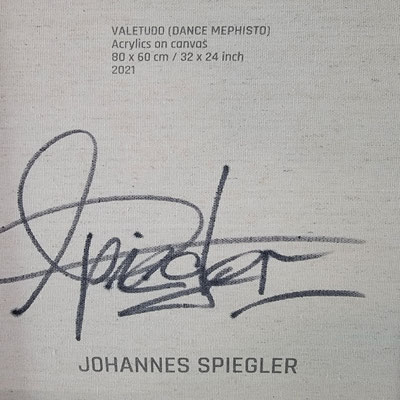 VALETUDO (DANCE MEPHISTO)
Acrylics on canvas
80 x 60 cm / 32 x 24 inch
2021
Spiegler
JOHANNES SPIEGLER